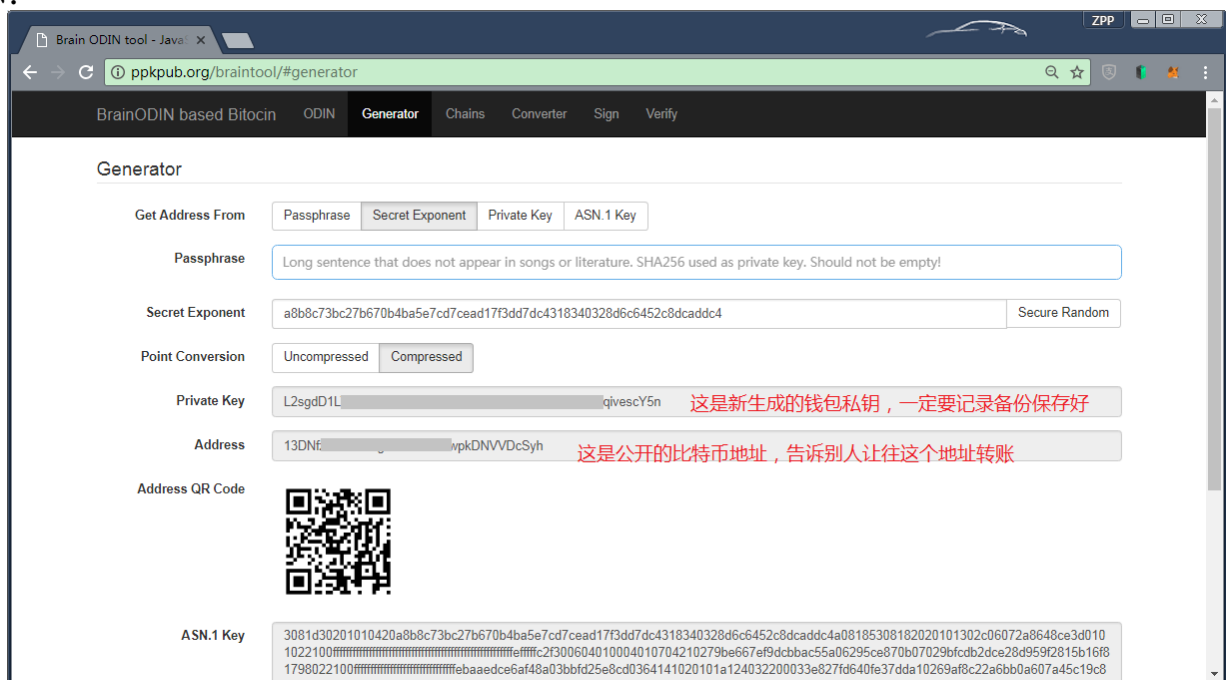 ZPP
Brain ODIN tool - Java
ppkpub.org/braintool/#generator
BrainODIN based Bitocin ODIN Generator Chains Converter Sign Verify
Generator
Get Address From Passphrase Secret Exponent Private Key ASN.1 Key
Passphrase Long sentence that does not appear in songs or literature. SHA256 used as private key. Should not be empty!
Secret Exponent a8b8c73bc27b670b4ba5e7cd7cead17f3dd7dc4318340328d6c6452c8dcaddc4 Secure Random
Point Conversion Uncompressed Compressed
Private Key L2sgdD1L qivescY5n 这是新生成的钱包私钥，一定要记录备份保存好
Address 13DNf wpkDNVVDcSyh 这是公开的比特币地址，告诉别人让往这个地址转账
Address QR Code
ASN.1 Key 3081d30201010420a8b8c73bc27b670b4ba5e7cd7cead17f3dd7dc4318340328d6c6452c8dcaddc4a08185308182020101302c06072a8648ce3d010
1022100fffffffffffffffffffffffffffffffffffffffffffffffffffffffefffffc2f300604010004010704210279be667ef9dcbbac55a06295ce870b07029bfcdb2dce28d959f2815b16f8
1798022100fffffffffffffffffffffffffffffffebaaedce6af48a03bbfd25e8cd0364141020101a124032200033e827fd640fe37dda10269af8c22a6bb0a607a45c19c8